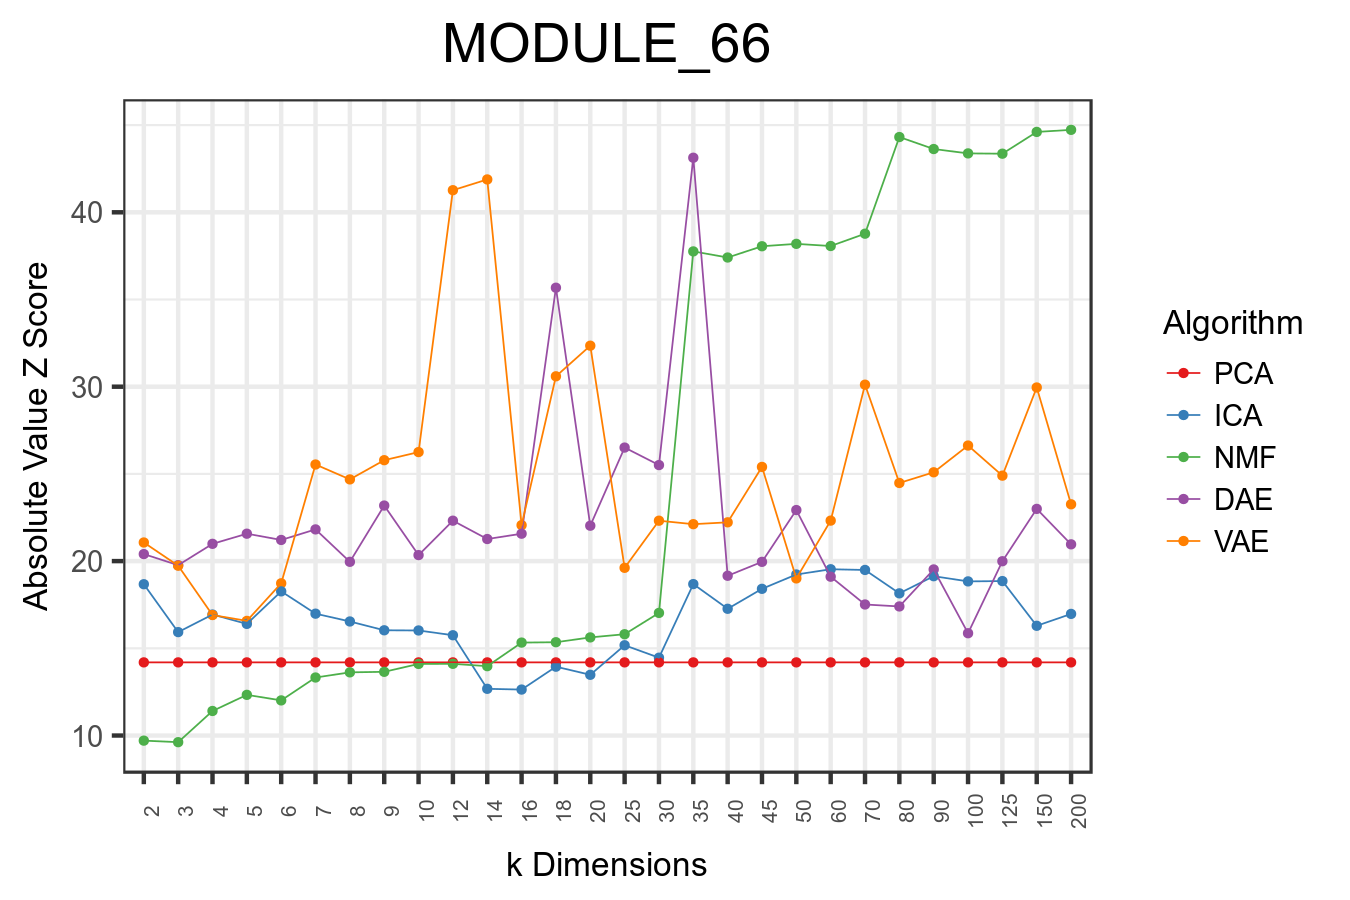 MODULE_66
Absolute Value Z Score
40
30
20
10
2 3 4 5 6 7 8 9 10 12 14 16 18 20 25 30 35 40 45 50 60 70 80 90 100 125 150 200
k Dimensions
Algorithm
PCA
ICA
NMF
DAE
VAE